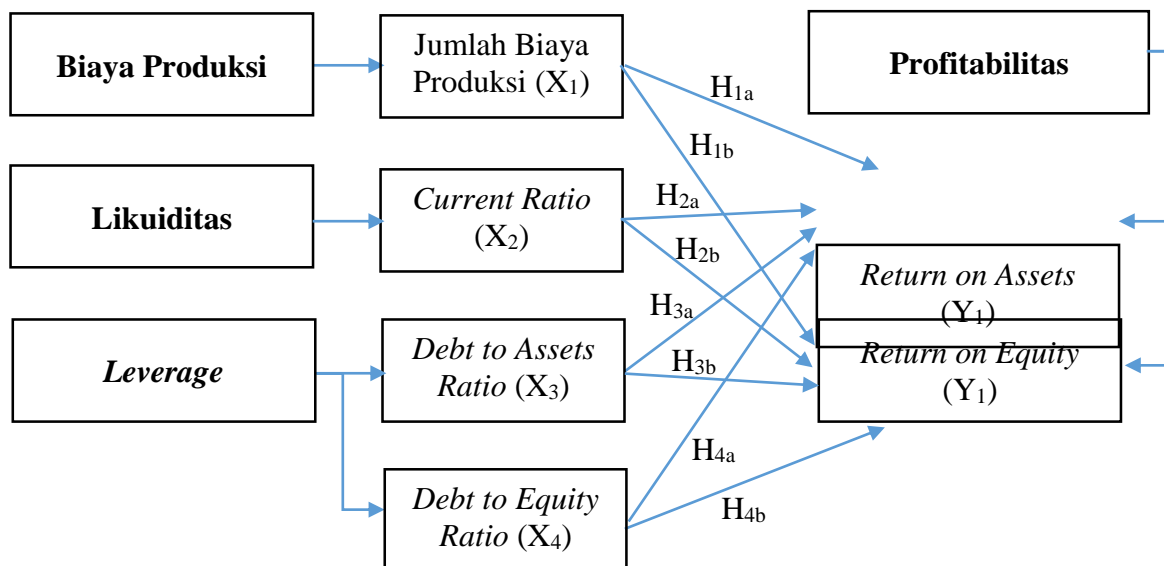 Biaya Produksi
Jumlah Biaya
Produksi (X₁)
Profitabilitas
H₁ₐ
H₁b
Likuiditas
Current Ratio
(X₂)
H₂ₐ
H₂b
Return on Assets
(Y₁)
Leverage
Debt to Assets
Ratio (X₃)
H₃ₐ
H₃b
Return on Equity
(Y₁)
Debt to Equity
Ratio (X₄)
H₄ₐ
H₄b